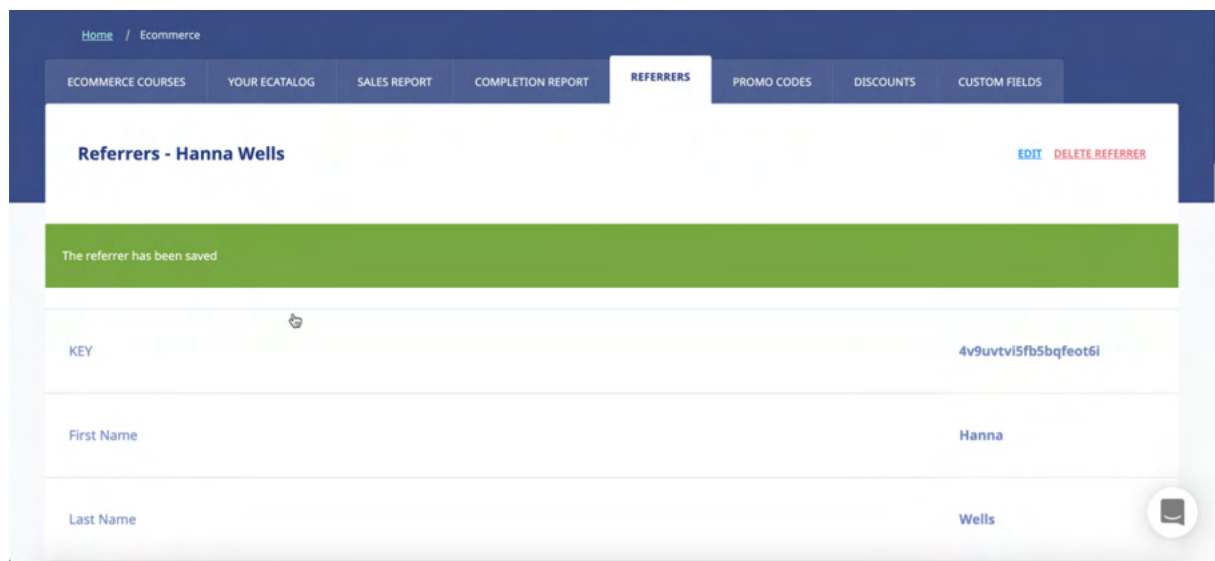 Home / Ecommerce
ECOMMERCE COURSES YOUR ECATALOG SALES REPORT COMPLETION REPORT REFERRERS PROMO CODES DISCOUNTS CUSTOM FIELDS
Referrers - Hanna Wells EDIT DELETE REFERRER
The referrer has been saved
KEY 4v9uvtvi5fb5bqfeot6i
First Name Hanna
Last Name Wells